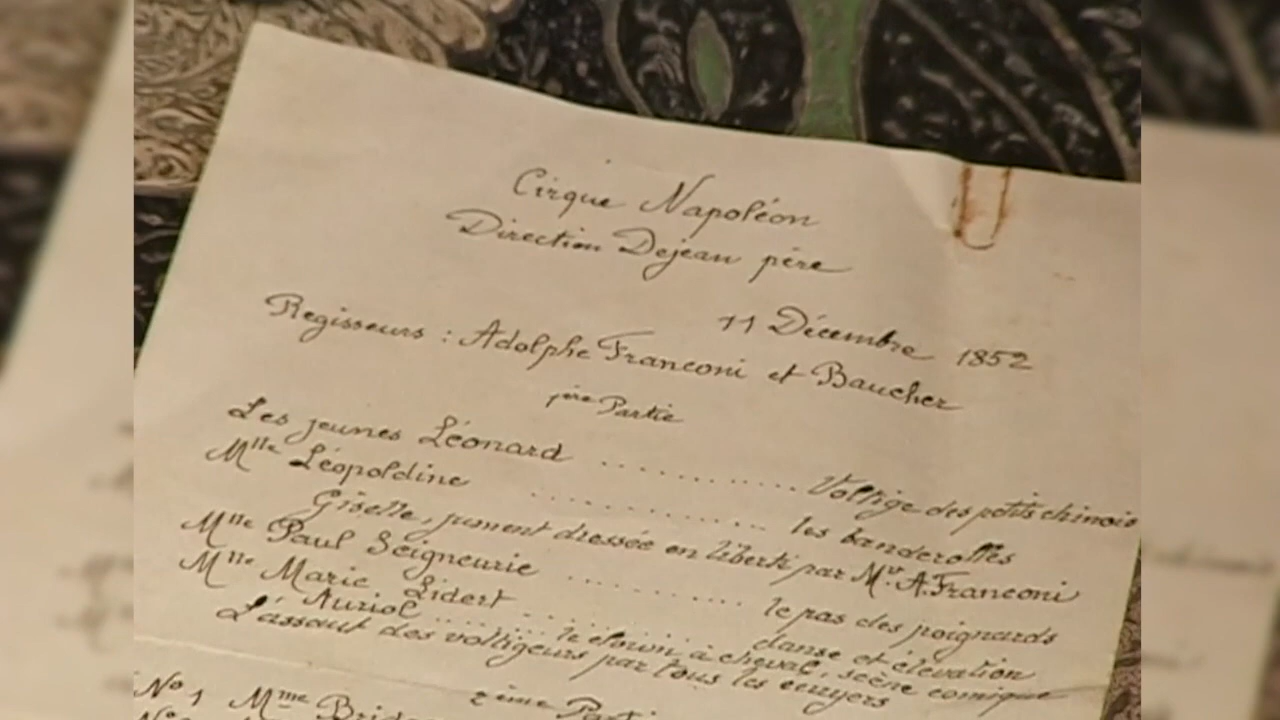 Cirque Napoléon
Direction Dejean père
11 Décembre 1852
Regisseurs : Adolphe Franconi et Baucher
1ère Partie
Les jeunes Léonard .............. Voltige des petits chinois
Mlle Léopoldine .............. les banderolles
Giselle, jument dressée en liberté par Mr. A. Franconi
Mlle Paul Seigneurie .............. le pas des poignards
Mlle Marie Lidert .............. danse et élévation
Auriol .............. le clown à cheval, scène comique
L'assaut des voltigeurs par tous les écuyers
2ème Parti
No 1 Mme